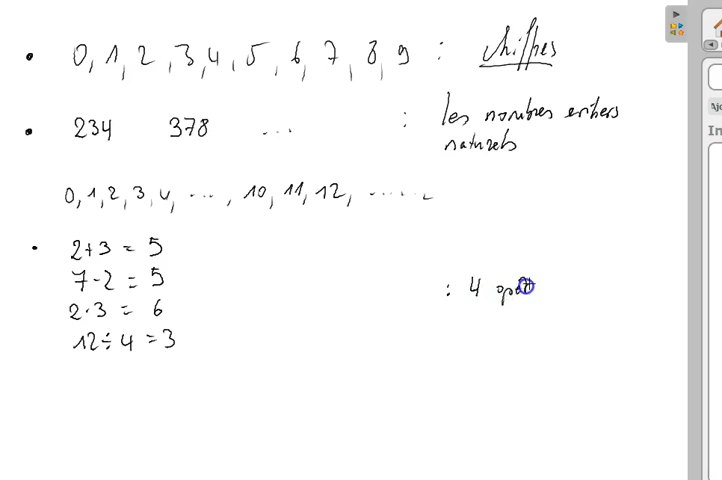 • 0, 1, 2, 3, 4, 5, 6, 7, 8, 9 : chiffres
• 234 378 ... : les nombres entiers
naturels
0, 1, 2, 3, 4, ..., 10, 11, 12, ......
• 2+3 = 5
7-2 = 5
: 4 opé
2·3 = 6
12÷4 = 3